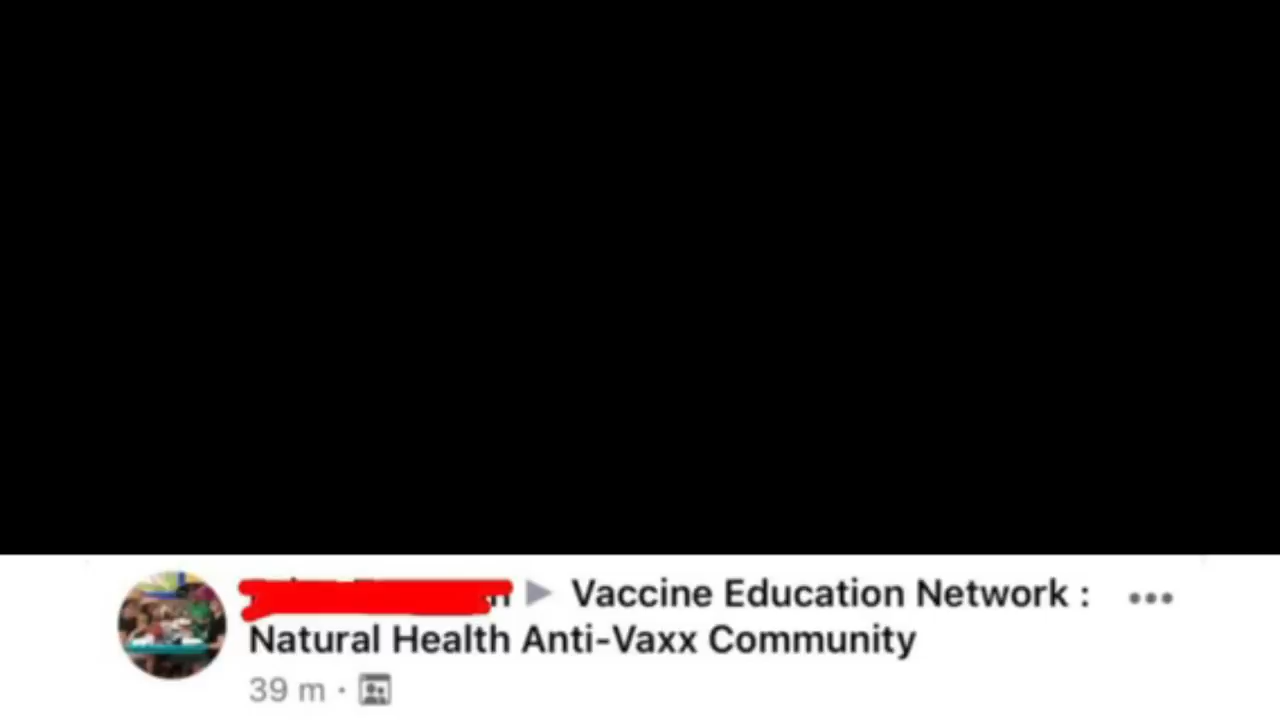 Vaccine Education Network :
Natural Health Anti-Vaxx Community
39 m ·